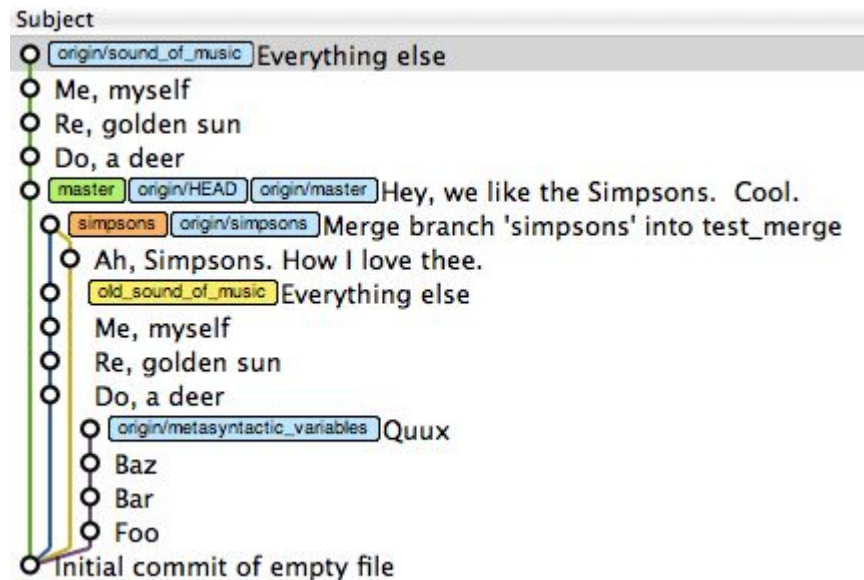 Subject
origin/sound_of_music Everything else
Me, myself
Re, golden sun
Do, a deer
master origin/HEAD origin/master Hey, we like the Simpsons.  Cool.
simpsons origin/simpsons Merge branch 'simpsons' into test_merge
Ah, Simpsons. How I love thee.
old_sound_of_music Everything else
Me, myself
Re, golden sun
Do, a deer
origin/metasyntactic_variables Quux
Baz
Bar
Foo
Initial commit of empty file